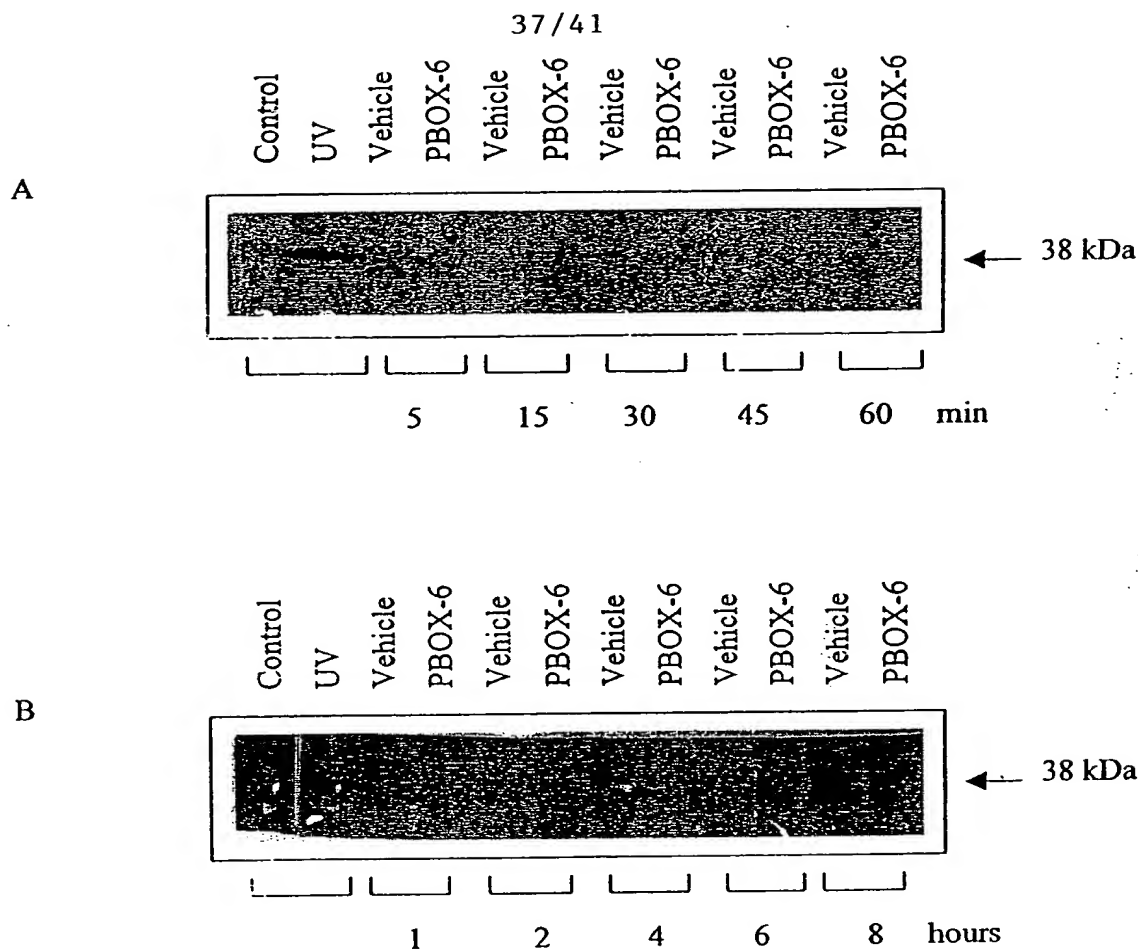 37/41
Control UV Vehicle PBOX-6 Vehicle PBOX-6 Vehicle PBOX-6 Vehicle PBOX-6 Vehicle PBOX-6
A
38 kDa
5 15 30 45 60 min
Control UV Vehicle PBOX-6 Vehicle PBOX-6 Vehicle PBOX-6 Vehicle PBOX-6 Vehicle PBOX-6
B
38 kDa
1 2 4 6 8 hours